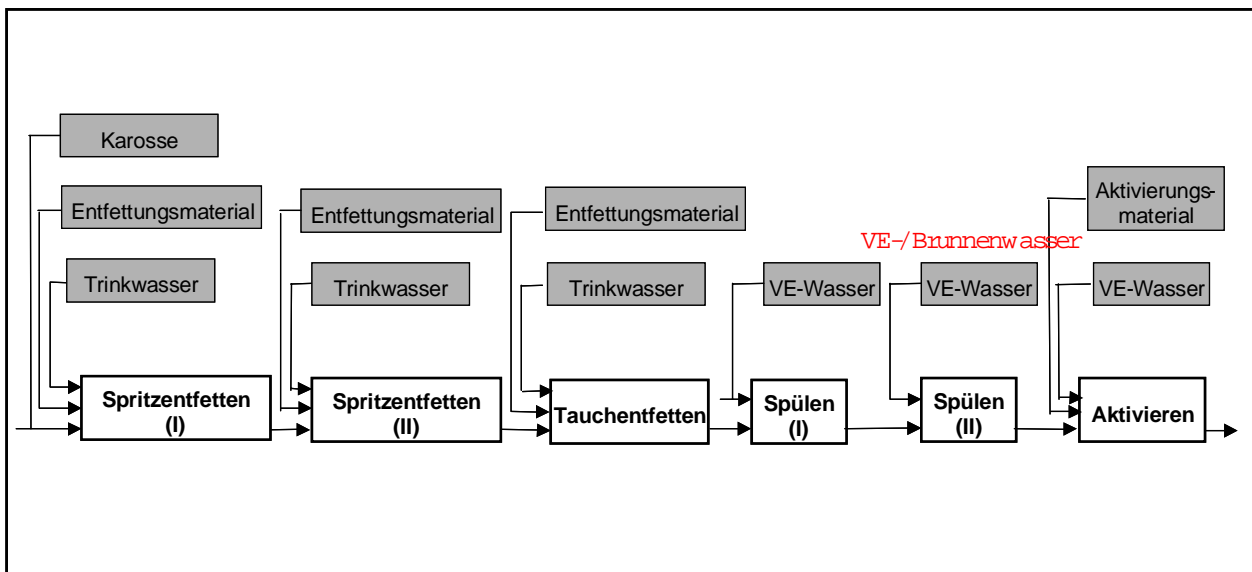 Karosse
Entfettungsmaterial
Entfettungsmaterial
Entfettungsmaterial
Aktivierungs-
material
VE-/Brunnenwasser
Trinkwasser
Trinkwasser
Trinkwasser
VE-Wasser
VE-Wasser
VE-Wasser
Spritzentfetten
(I)
Spritzentfetten
(II)
Tauchentfetten
Spülen
(I)
Spülen
(II)
Aktivieren